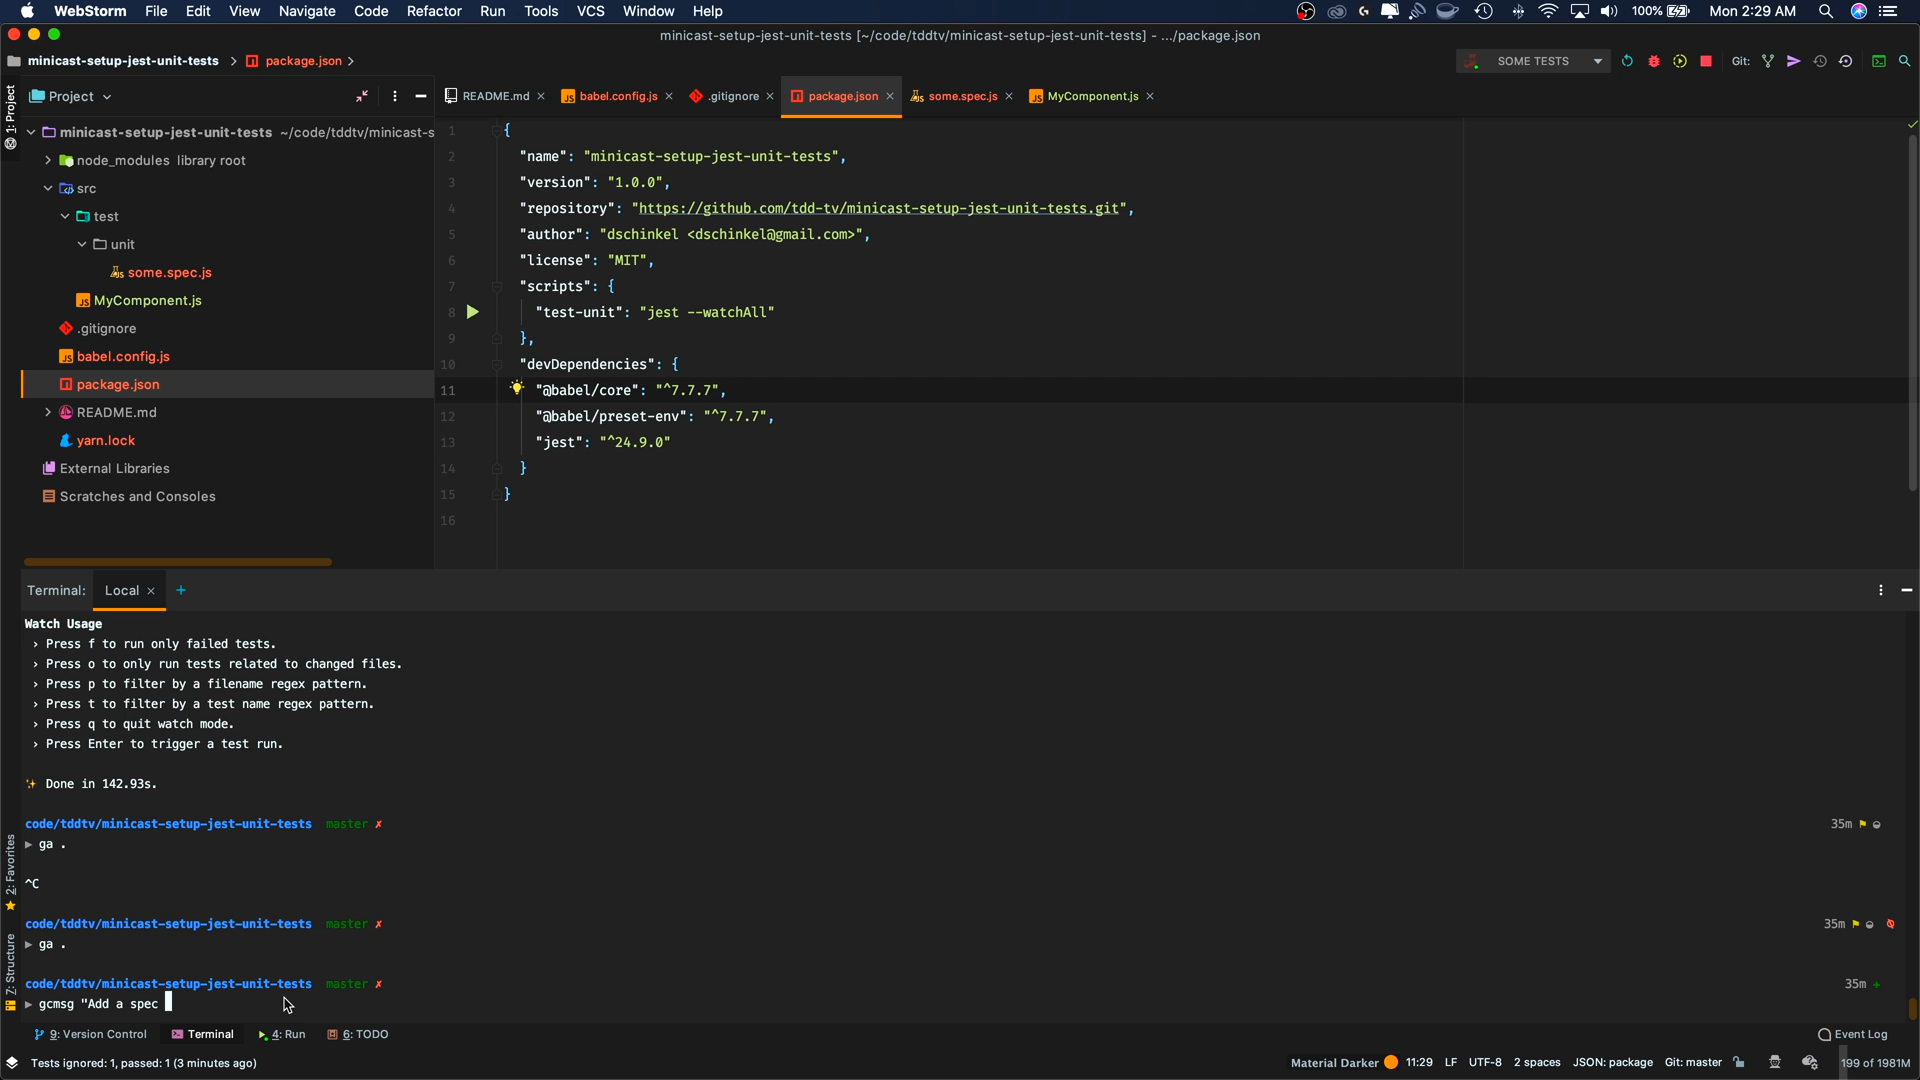 WebStorm File Edit View Navigate Code Refactor Run Tools VCS Window Help 100% Mon 2:29 AM
minicast-setup-jest-unit-tests [~/code/tddtv/minicast-setup-jest-unit-tests] - .../package.json
minicast-setup-jest-unit-tests package.json SOME TESTS Git:
1: Project
Project
README.md babel.config.js .gitignore package.json some.spec.js MyComponent.js
minicast-setup-jest-unit-tests ~/code/tddtv/minicast-s
node_modules library root
src
test
unit
some.spec.js
MyComponent.js
.gitignore
babel.config.js
package.json
README.md
yarn.lock
External Libraries
Scratches and Consoles
1 {
2 "name": "minicast-setup-jest-unit-tests",
3 "version": "1.0.0",
4 "repository": "https://github.com/tdd-tv/minicast-setup-jest-unit-tests.git",
5 "author": "dschinkel <dschinkel@gmail.com>",
6 "license": "MIT",
7 "scripts": {
8 "test-unit": "jest --watchAll"
9 },
10 "devDependencies": {
11 "@babel/core": "^7.7.7",
12 "@babel/preset-env": "^7.7.7",
13 "jest": "^24.9.0"
14 }
15 }
16
Terminal: Local +
Watch Usage
› Press f to run only failed tests.
› Press o to only run tests related to changed files.
› Press p to filter by a filename regex pattern.
› Press t to filter by a test name regex pattern.
› Press q to quit watch mode.
› Press Enter to trigger a test run.
✨ Done in 142.93s.
code/tddtv/minicast-setup-jest-unit-tests master ✗ 35m
▶ ga .
^C
code/tddtv/minicast-setup-jest-unit-tests master ✗ 35m
▶ ga .
code/tddtv/minicast-setup-jest-unit-tests master ✗ 35m +
▶ gcmsg "Add a spec
2: Favorites
7: Structure
9: Version Control Terminal 4: Run 6: TODO Event Log
Tests ignored: 1, passed: 1 (3 minutes ago) Material Darker 11:29 LF UTF-8 2 spaces JSON: package Git: master 199 of 1981M